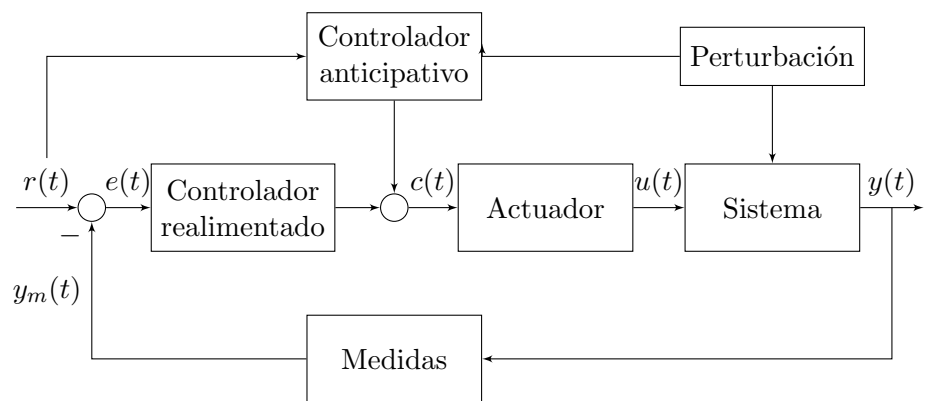 Controlador
anticipativo
Perturbación
r(t)
e(t)
Controlador
realimentado
c(t)
Actuador
u(t)
Sistema
y(t)
−
y_m(t)
Medidas